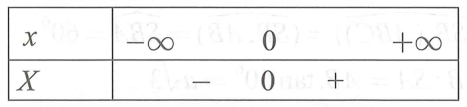 x -∞ 0 +∞
X - 0 +